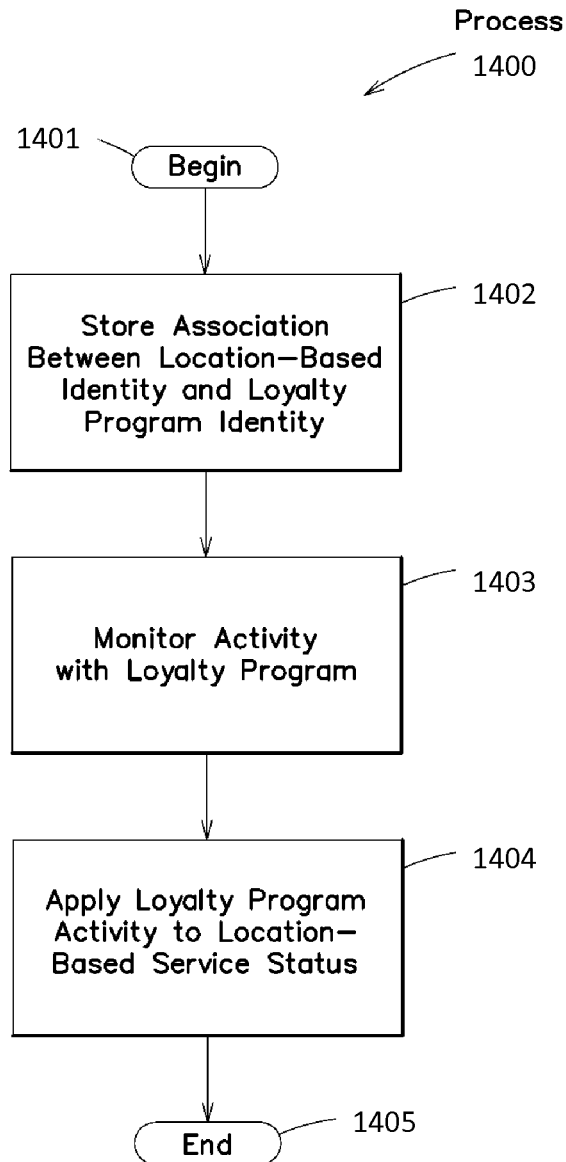 Process
1400
1401
Begin
1402
Store Association
Between Location-Based
Identity and Loyalty
Program Identity
1403
Monitor Activity
with Loyalty Program
1404
Apply Loyalty Program
Activity to Location-
Based Service Status
1405
End